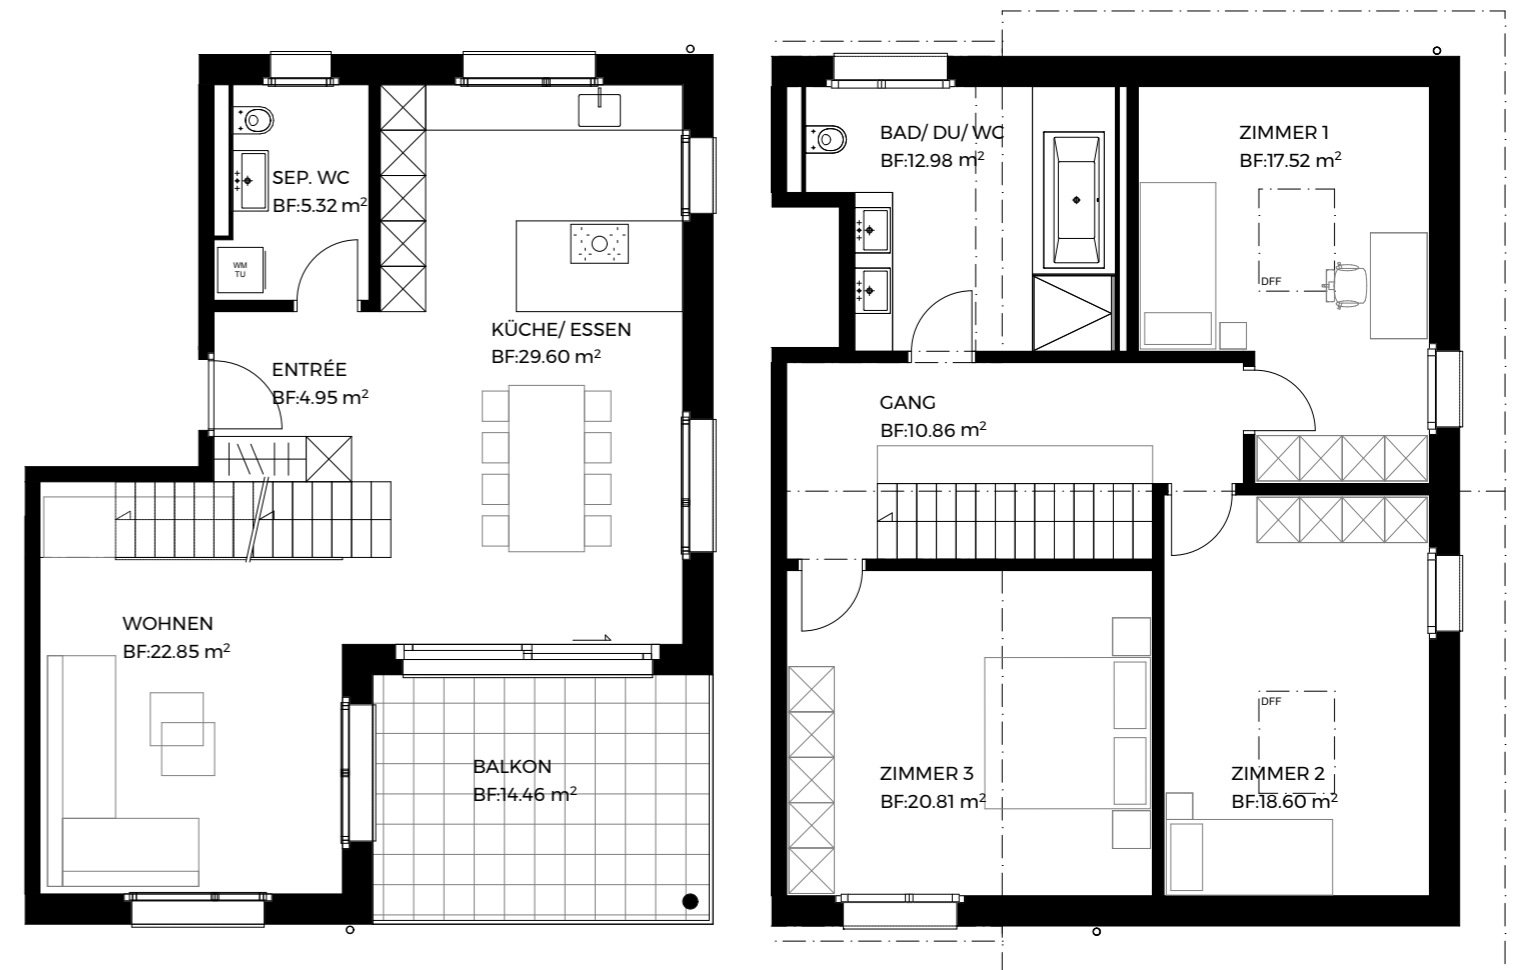 SEP. WC
BF:5.32 m²
WM
TU
KÜCHE/ ESSEN
BF:29.60 m²
ENTRÉE
BF:4.95 m²
WOHNEN
BF:22.85 m²
BALKON
BF:14.46 m²
BAD/ DU/ WC
BF:12.98 m²
ZIMMER 1
BF:17.52 m²
DFF
GANG
BF:10.86 m²
DFF
ZIMMER 3
BF:20.81 m²
ZIMMER 2
BF:18.60 m²